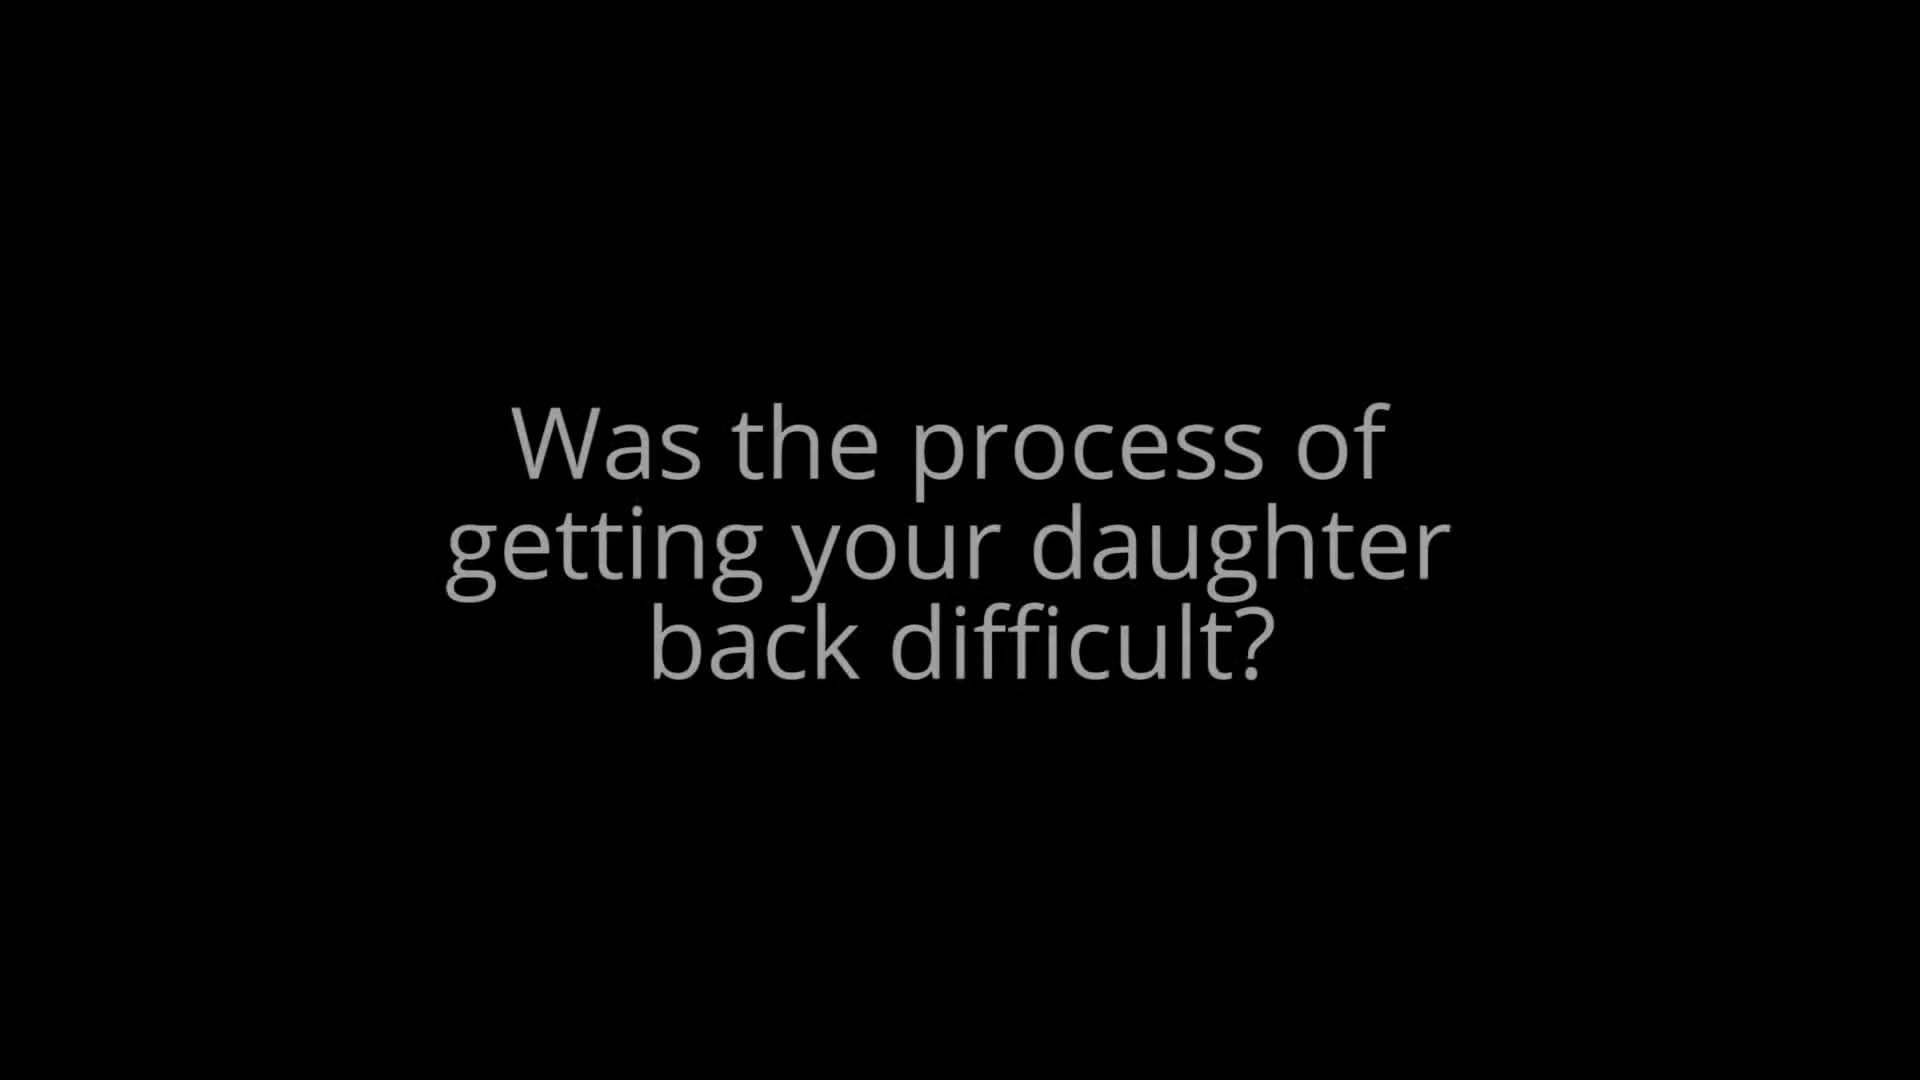 Was the process of
getting your daughter
back difficult?